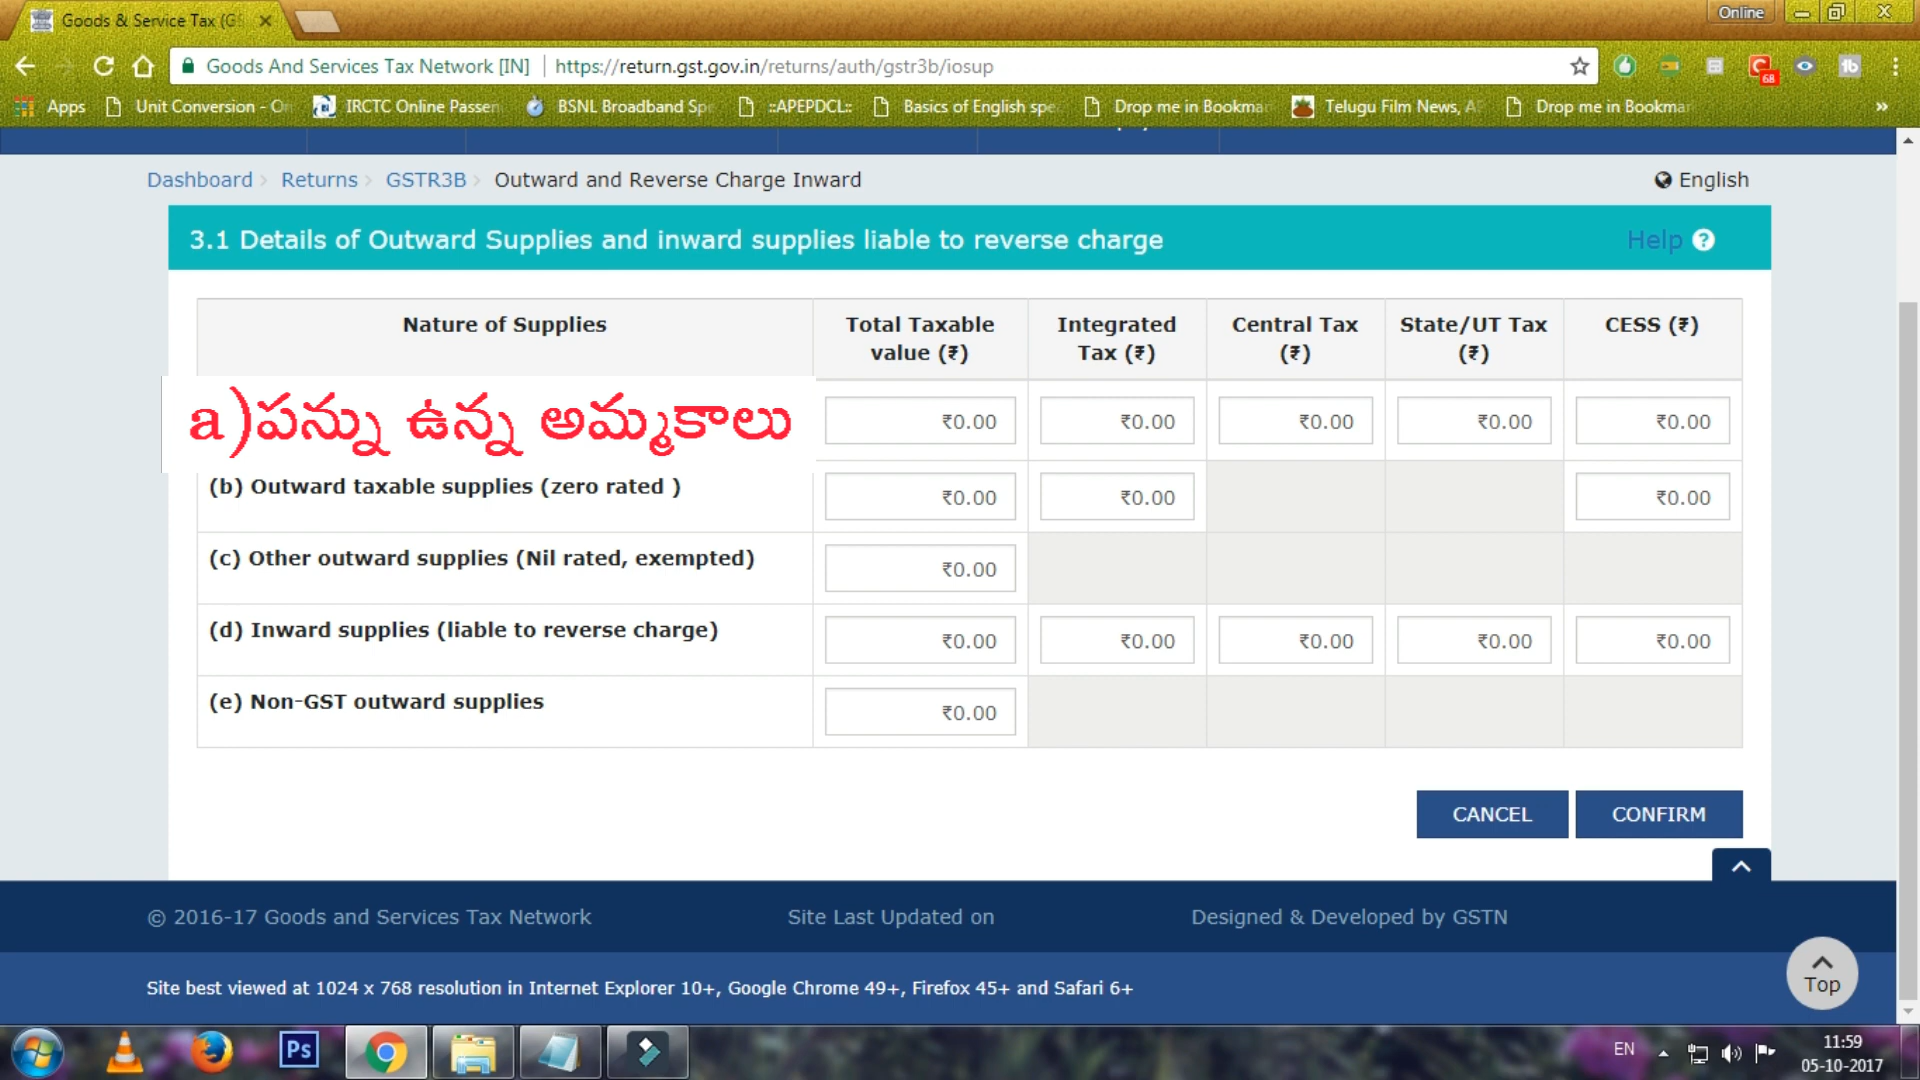 Goods & Service Tax (GS
Online
Goods And Services Tax Network [IN] https://return.gst.gov.in/returns/auth/gstr3b/iosup
68
Apps Unit Conversion - On IRCTC Online Passen BSNL Broadband Spe ::APEPDCL:: Basics of English spe Drop me in Bookmar Telugu Film News, A Drop me in Bookmar »
Dashboard Returns GSTR3B Outward and Reverse Charge Inward English
3.1 Details of Outward Supplies and inward supplies liable to reverse charge Help ?
Nature of Supplies Total Taxable value (₹) Integrated Tax (₹) Central Tax (₹) State/UT Tax (₹) CESS (₹)
a)పన్ను ఉన్న అమ్మకాలు ₹0.00 ₹0.00 ₹0.00 ₹0.00 ₹0.00
(b) Outward taxable supplies (zero rated ) ₹0.00 ₹0.00 ₹0.00
(c) Other outward supplies (Nil rated, exempted) ₹0.00
(d) Inward supplies (liable to reverse charge) ₹0.00 ₹0.00 ₹0.00 ₹0.00 ₹0.00
(e) Non-GST outward supplies ₹0.00
CANCEL CONFIRM
© 2016-17 Goods and Services Tax Network Site Last Updated on Designed & Developed by GSTN
Top
Site best viewed at 1024 x 768 resolution in Internet Explorer 10+, Google Chrome 49+, Firefox 45+ and Safari 6+
Ps EN 11:59
05-10-2017